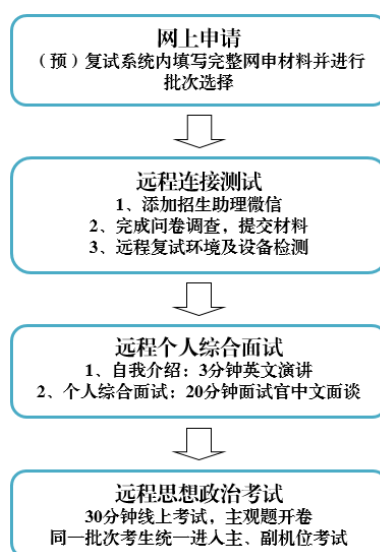 网上申请
（预）复试系统内填写完整网申材料并进行
批次选择
远程连接测试
1、添加招生助理微信
2、完成问卷调查，提交材料
3、远程复试环境及设备检测
远程个人综合面试
1、自我介绍：3分钟英文演讲
2、个人综合面试：20分钟面试官中文面谈
远程思想政治考试
30分钟线上考试，主观题开卷
同一批次考生统一进入主、副机位考试